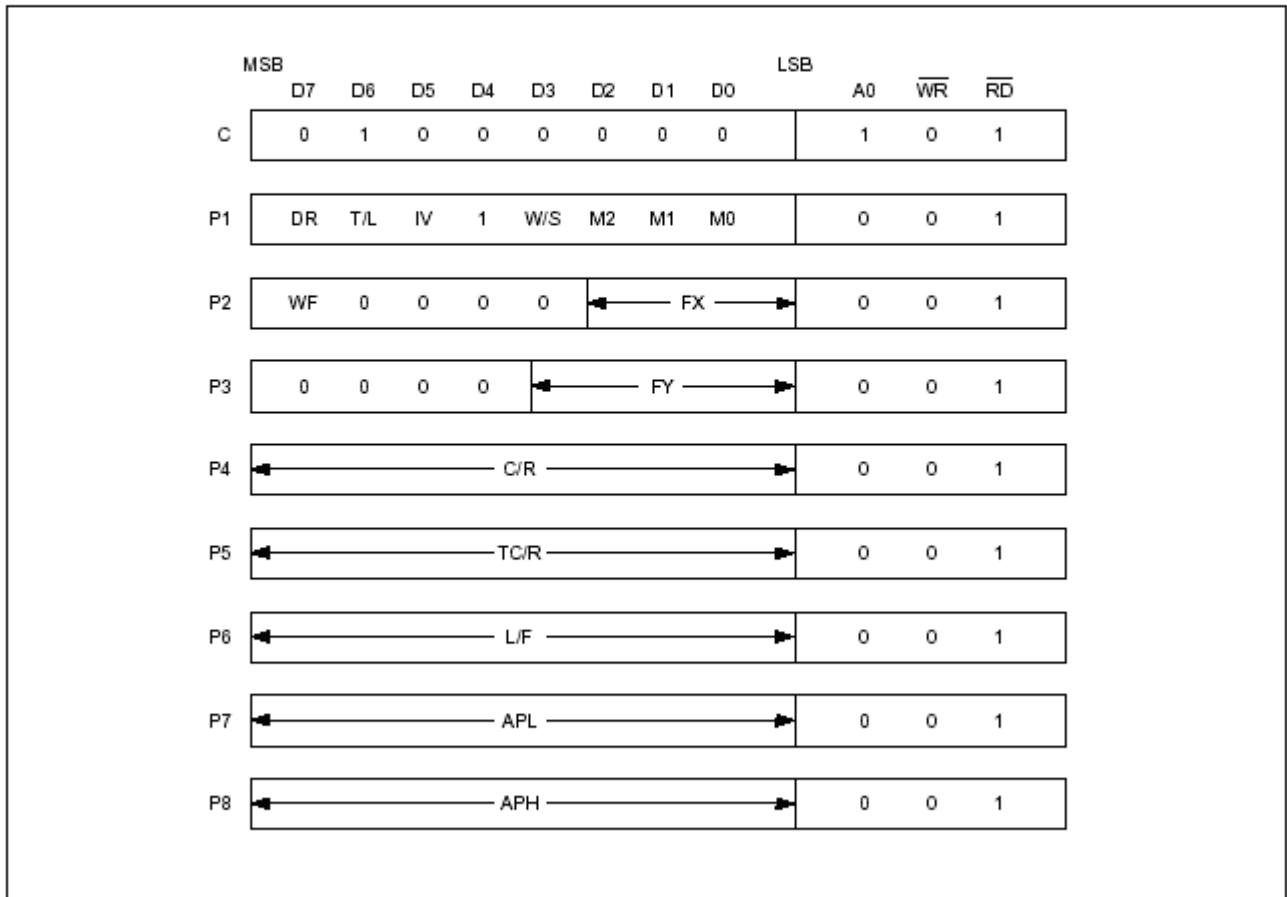 MSB LSB
D7 D6 D5 D4 D3 D2 D1 D0 A0 W̅R̅ R̅D̅
C 0 1 0 0 0 0 0 0 1 0 1
P1 DR T/L IV 1 W/S M2 M1 M0 0 0 1
P2 WF 0 0 0 0 FX 0 0 1
P3 0 0 0 0 FY 0 0 1
P4 C/R 0 0 1
P5 TC/R 0 0 1
P6 L/F 0 0 1
P7 APL 0 0 1
P8 APH 0 0 1